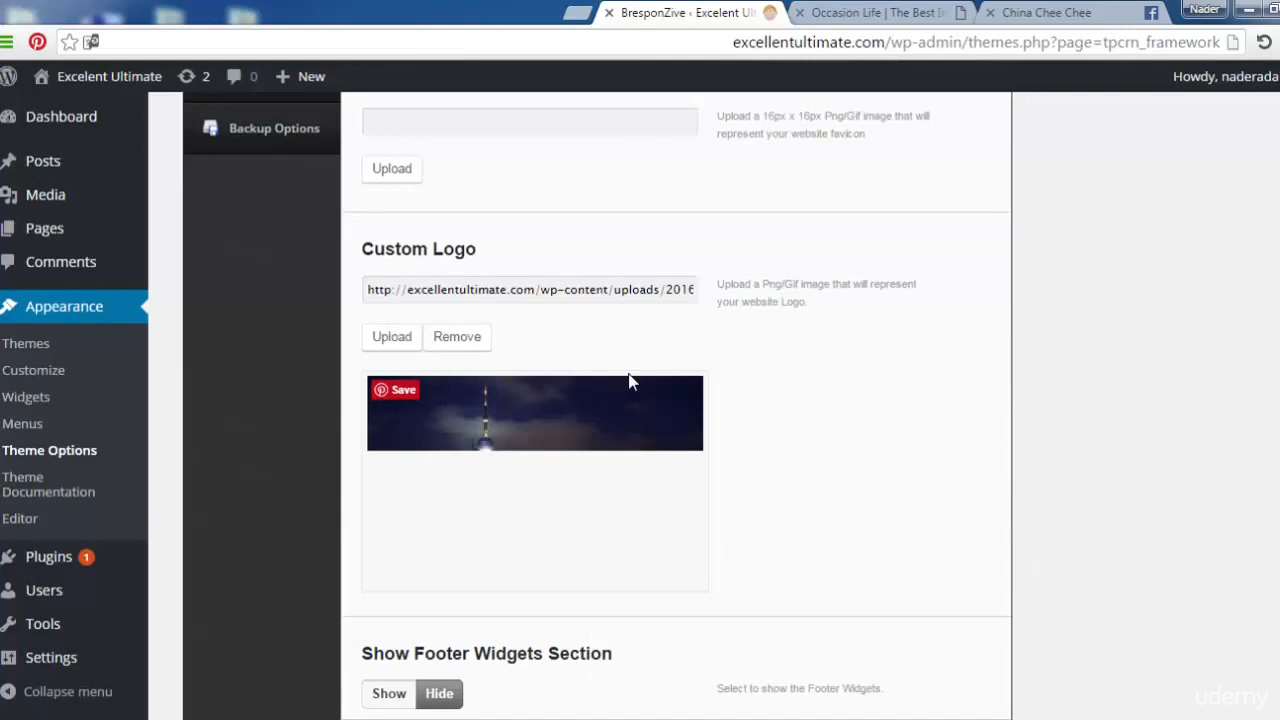 BresponZive ‹ Excelent Ult
Occasion Life | The Best In
China Chee Chee
Nader
excellentultimate.com/wp-admin/themes.php?page=tpcrn_framework
Excelent Ultimate
2
0
New
Howdy, naderada
Dashboard
Posts
Media
Pages
Comments
Appearance
Themes
Customize
Widgets
Menus
Theme Options
Theme
Documentation
Editor
Plugins 1
Users
Tools
Settings
Collapse menu
Backup Options
Upload a 16px x 16px Png/Gif image that will
represent your website favicon
Upload
Custom Logo
http://excellentultimate.com/wp-content/uploads/2016
Upload a Png/Gif image that will represent
your website Logo.
Upload Remove
Save
Show Footer Widgets Section
Show Hide
Select to show the Footer Widgets.
udemy